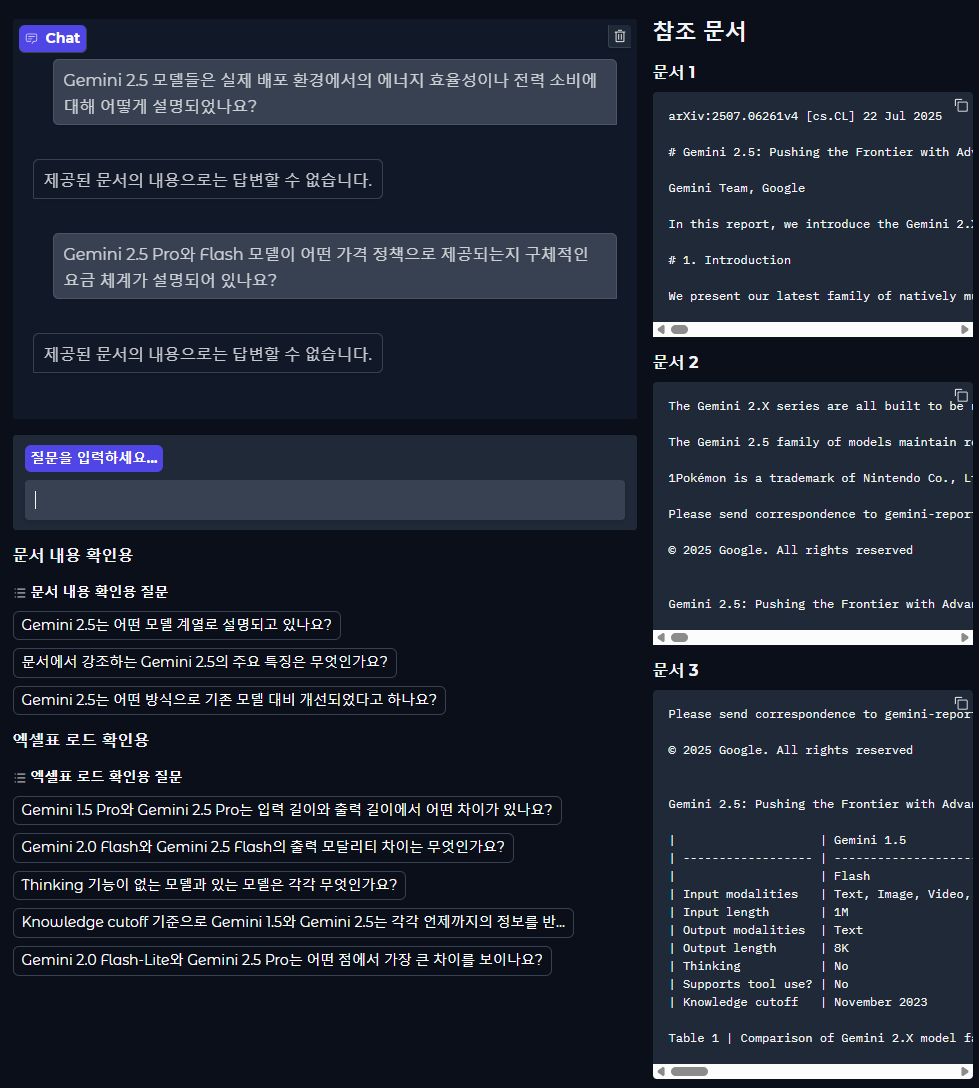 Chat
Gemini 2.5 모델들은 실제 배포 환경에서의 에너지 효율성이나 전력 소비에
대해 어떻게 설명되었나요?
제공된 문서의 내용으로는 답변할 수 없습니다.
Gemini 2.5 Pro와 Flash 모델이 어떤 가격 정책으로 제공되는지 구체적인
요금 체계가 설명되어 있나요?
제공된 문서의 내용으로는 답변할 수 없습니다.
질문을 입력하세요...
문서 내용 확인용
문서 내용 확인용 질문
Gemini 2.5는 어떤 모델 계열로 설명되고 있나요?
문서에서 강조하는 Gemini 2.5의 주요 특징은 무엇인가요?
Gemini 2.5는 어떤 방식으로 기존 모델 대비 개선되었다고 하나요?
엑셀표 로드 확인용
엑셀표 로드 확인용 질문
Gemini 1.5 Pro와 Gemini 2.5 Pro는 입력 길이와 출력 길이에서 어떤 차이가 있나요?
Gemini 2.0 Flash와 Gemini 2.5 Flash의 출력 모달리티 차이는 무엇인가요?
Thinking 기능이 없는 모델과 있는 모델은 각각 무엇인가요?
Knowledge cutoff 기준으로 Gemini 1.5와 Gemini 2.5는 각각 언제까지의 정보를 반...
Gemini 2.0 Flash-Lite와 Gemini 2.5 Pro는 어떤 점에서 가장 큰 차이를 보이나요?
참조 문서
문서 1
arXiv:2507.06261v4 [cs.CL] 22 Jul 2025
# Gemini 2.5: Pushing the Frontier with Adv
Gemini Team, Google
In this report, we introduce the Gemini 2.X
# 1. Introduction
We present our latest family of natively mu
문서 2
The Gemini 2.X series are all built to be n
The Gemini 2.5 family of models maintain ro
1Pokémon is a trademark of Nintendo Co., Lt
Please send correspondence to gemini-report
© 2025 Google. All rights reserved
Gemini 2.5: Pushing the Frontier with Advan
문서 3
Please send correspondence to gemini-report
© 2025 Google. All rights reserved
Gemini 2.5: Pushing the Frontier with Advan
| | Gemini 1.5
| ------------------ | -------------------
| | Flash
| Input modalities | Text, Image, Video,
| Input length | 1M
| Output modalities | Text
| Output length | 8K
| Thinking | No
| Supports tool use? | No
| Knowledge cutoff | November 2023
Table 1 | Comparison of Gemini 2.X model fa